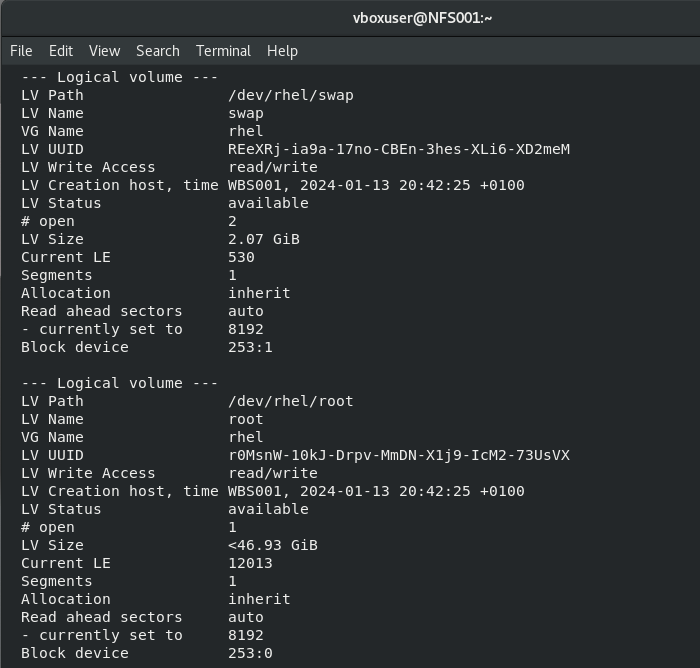 vboxuser@NFS001:~
File Edit View Search Terminal Help
--- Logical volume ---
LV Path                /dev/rhel/swap
LV Name                swap
VG Name                rhel
LV UUID                REeXRj-ia9a-17no-CBEn-3hes-XLi6-XD2meM
LV Write Access        read/write
LV Creation host, time WBS001, 2024-01-13 20:42:25 +0100
LV Status              available
# open                 2
LV Size                2.07 GiB
Current LE             530
Segments               1
Allocation             inherit
Read ahead sectors     auto
- currently set to     8192
Block device           253:1
--- Logical volume ---
LV Path                /dev/rhel/root
LV Name                root
VG Name                rhel
LV UUID                r0MsnW-10kJ-Drpv-MmDN-X1j9-IcM2-73UsVX
LV Write Access        read/write
LV Creation host, time WBS001, 2024-01-13 20:42:25 +0100
LV Status              available
# open                 1
LV Size                <46.93 GiB
Current LE             12013
Segments               1
Allocation             inherit
Read ahead sectors     auto
- currently set to     8192
Block device           253:0